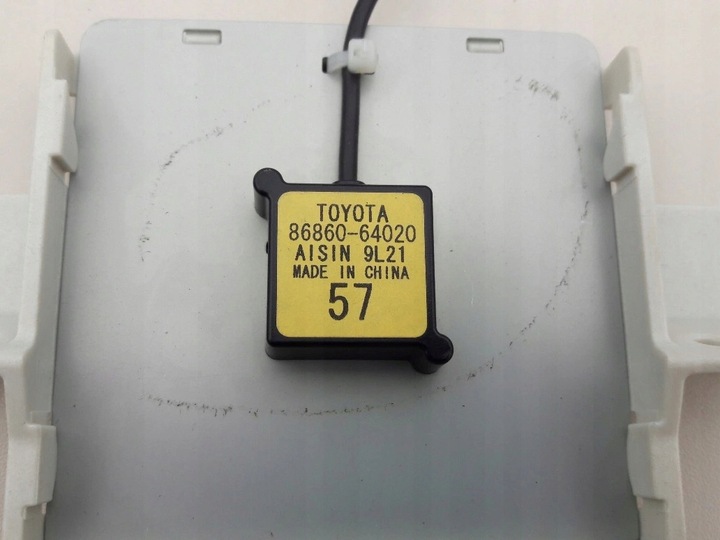 TOYOTA
86860-64020
AISIN 9L21
MADE IN CHINA
57